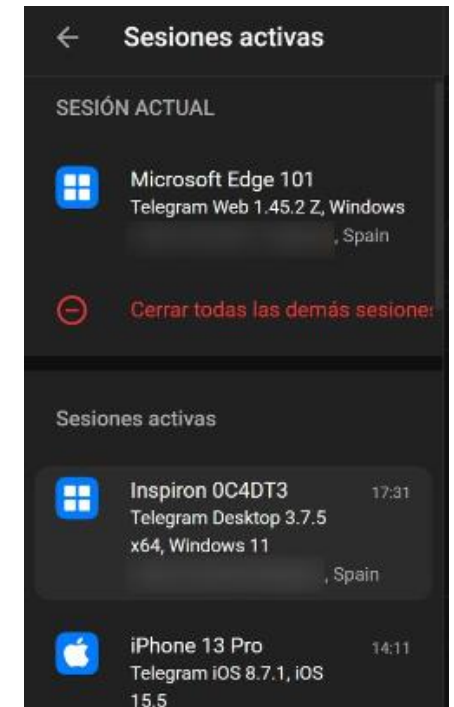 Sesiones activas
SESIÓN ACTUAL
Microsoft Edge 101
Telegram Web 1.45.2 Z, Windows
, Spain
Cerrar todas las demás sesiones
Sesiones activas
Inspiron 0C4DT3 17:31
Telegram Desktop 3.7.5
x64, Windows 11
, Spain
iPhone 13 Pro 14:11
Telegram iOS 8.7.1, iOS
15.5